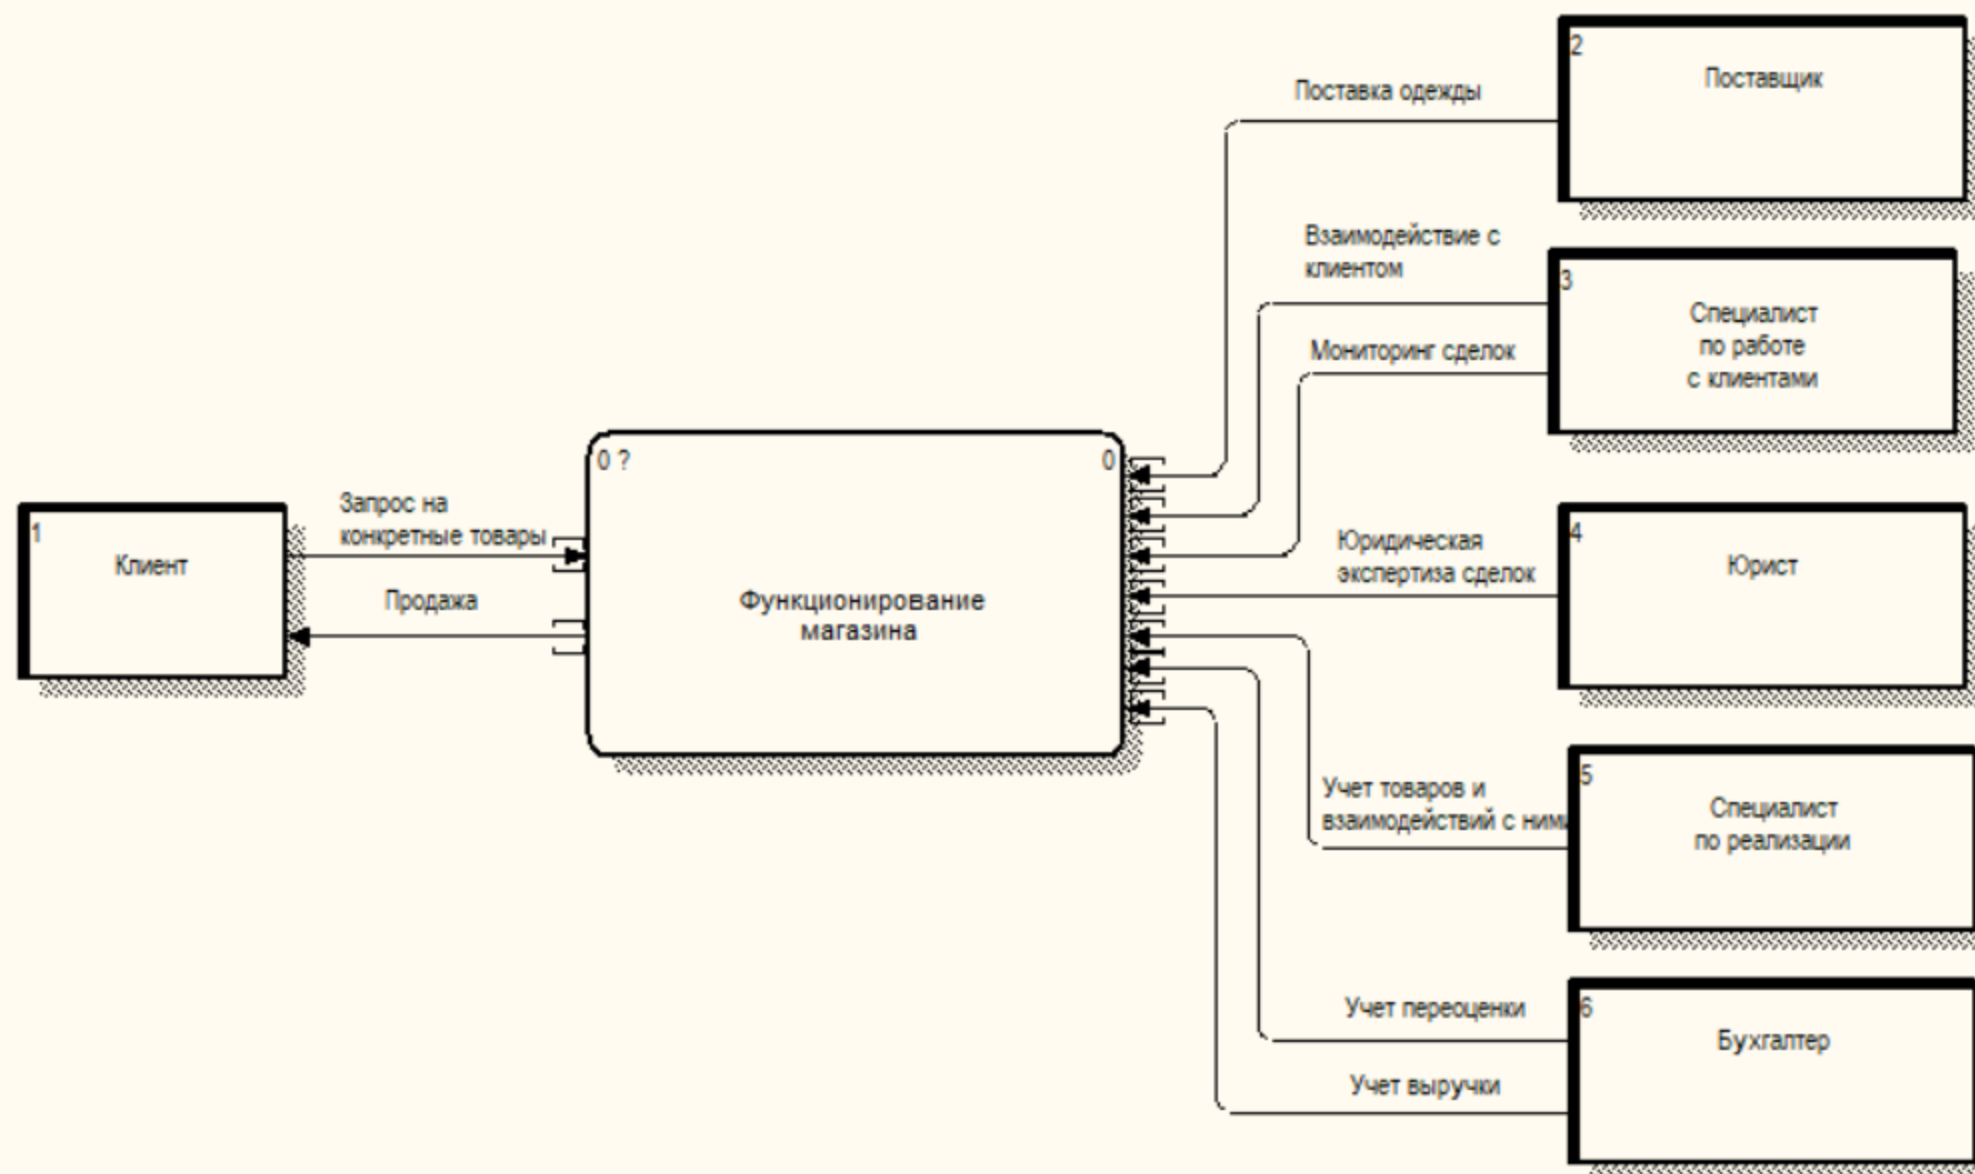 2
Поставщик
Поставка одежды
Взаимодействие с
клиентом
3
Специалист
по работе
с клиентами
Мониторинг сделок
0 ?
0
Функционирование
магазина
1
Клиент
Запрос на
конкретные товары
Продажа
Юридическая
экспертиза сделок
4
Юрист
Учет товаров и
взаимодействий с ними
5
Специалист
по реализации
Учет переоценки
6
Бухгалтер
Учет выручки